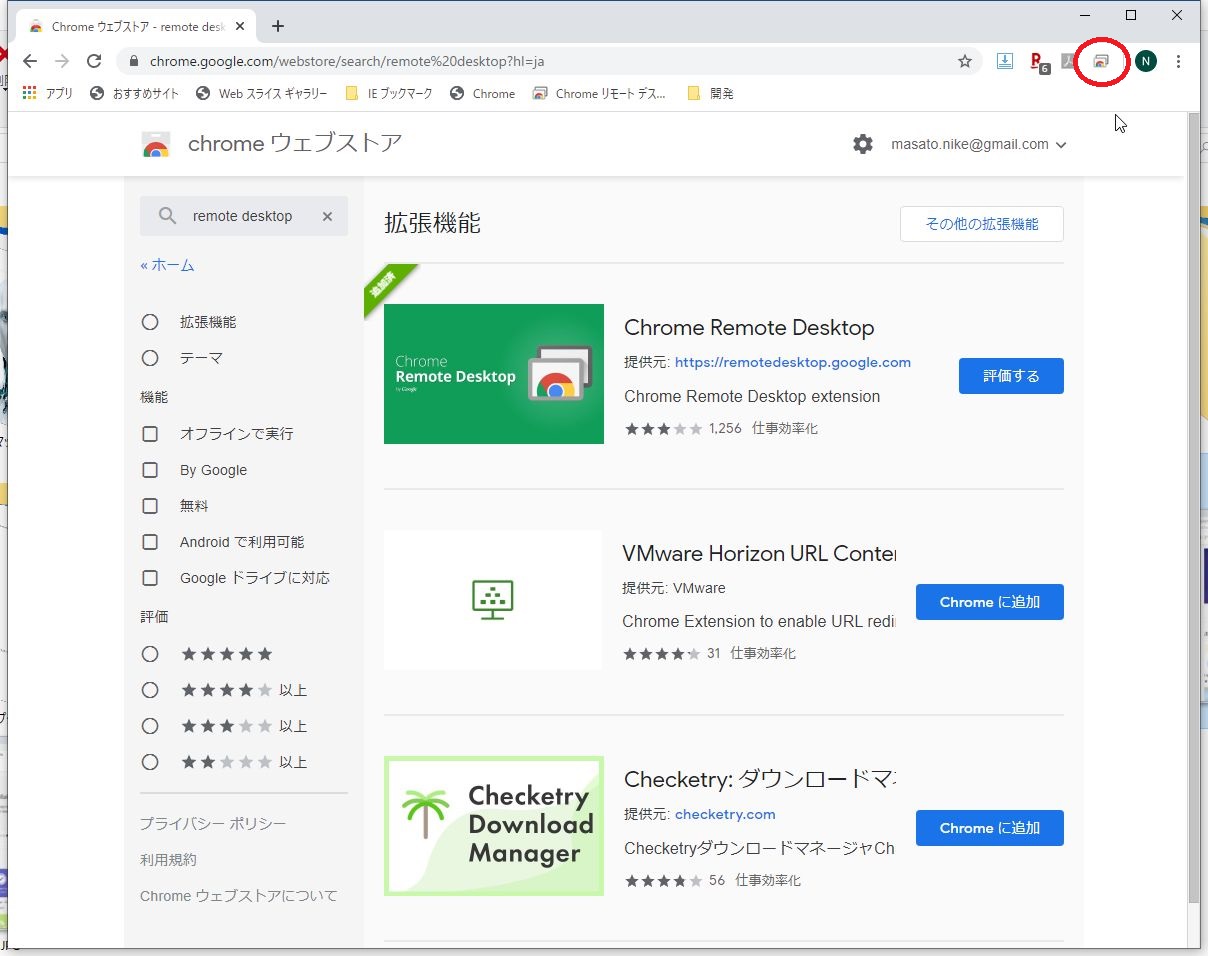 Chrome ウェブストア - remote desk
chrome.google.com/webstore/search/remote%20desktop?hl=ja
6
N
アプリ おすすめサイト Web スライス ギャラリー IE ブックマーク Chrome Chrome リモート デス... 開発
chrome ウェブストア
masato.nike@gmail.com
remote desktop
« ホーム
拡張機能
テーマ
機能
オフラインで実行
By Google
無料
Android で利用可能
Google ドライブに対応
評価
以上
以上
以上
プライバシー ポリシー
利用規約
Chrome ウェブストアについて
拡張機能
その他の拡張機能
追加済
Chrome
Remote Desktop
by Google
Chrome Remote Desktop
提供元: https://remotedesktop.google.com
Chrome Remote Desktop extension
1,256 仕事効率化
評価する
VMware Horizon URL Conten
提供元: VMware
Chrome Extension to enable URL redi
31 仕事効率化
Chrome に追加
Checketry
Download
Manager
Checketry: ダウンロードマ
提供元: checketry.com
CheckeryダウンロードマネージャCh
56 仕事効率化
Chrome に追加